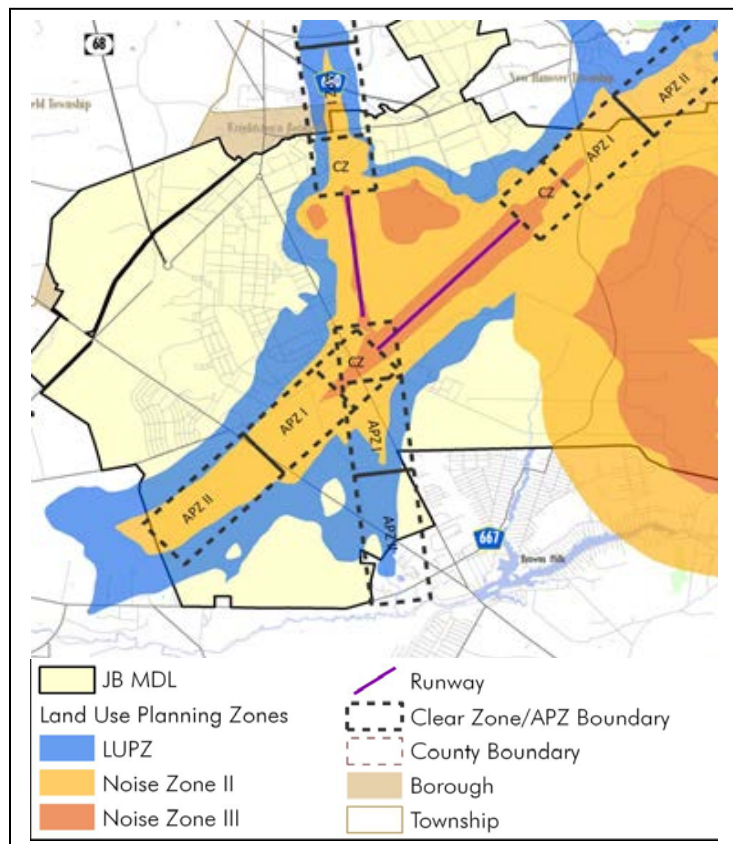 68
New Hanover Township
APZ II
APZ I
CZ
CZ
APZ I
CZ
APZ I
APZ I
APZ II
667
Browns Mills
JB MDL
Land Use Planning Zones
LUPZ
Noise Zone II
Noise Zone III
Runway
Clear Zone/APZ Boundary
County Boundary
Borough
Township